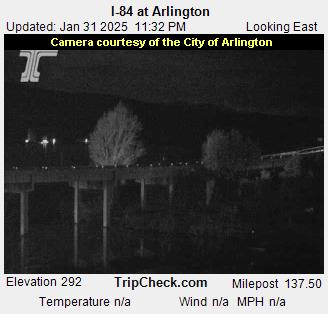 I-84 at Arlington
Updated: Jan 31 2025 11:32 PM Looking East
Camera courtesy of the City of Arlington
Elevation 292 TripCheck.com Milepost 137.50
Temperature n/a Wind n/a MPH n/a